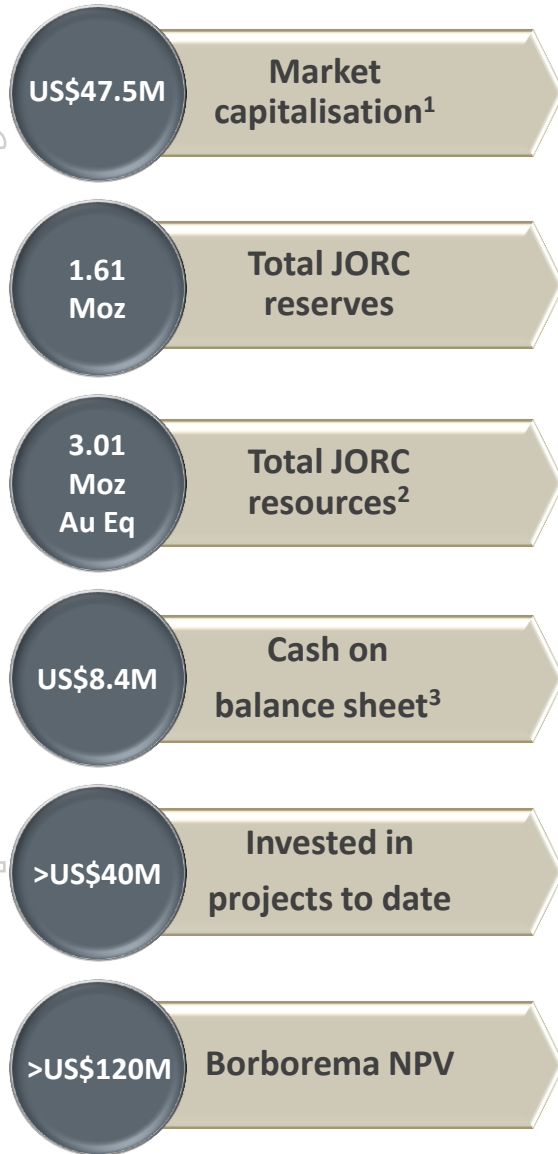 US$47.5M
Market
capitalisation¹
1.61
Moz
Total JORC
reserves
3.01
Moz
Au Eq
Total JORC
resources²
US$8.4M
Cash on
balance sheet³
>US$40M
Invested in
projects to date
>US$120M
Borborema NPV